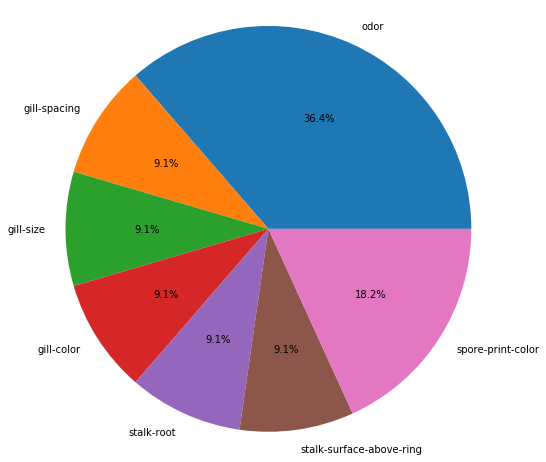 odor
36.4%
gill-spacing
9.1%
gill-size
9.1%
gill-color
9.1%
stalk-root
9.1%
stalk-surface-above-ring
9.1%
spore-print-color
18.2%